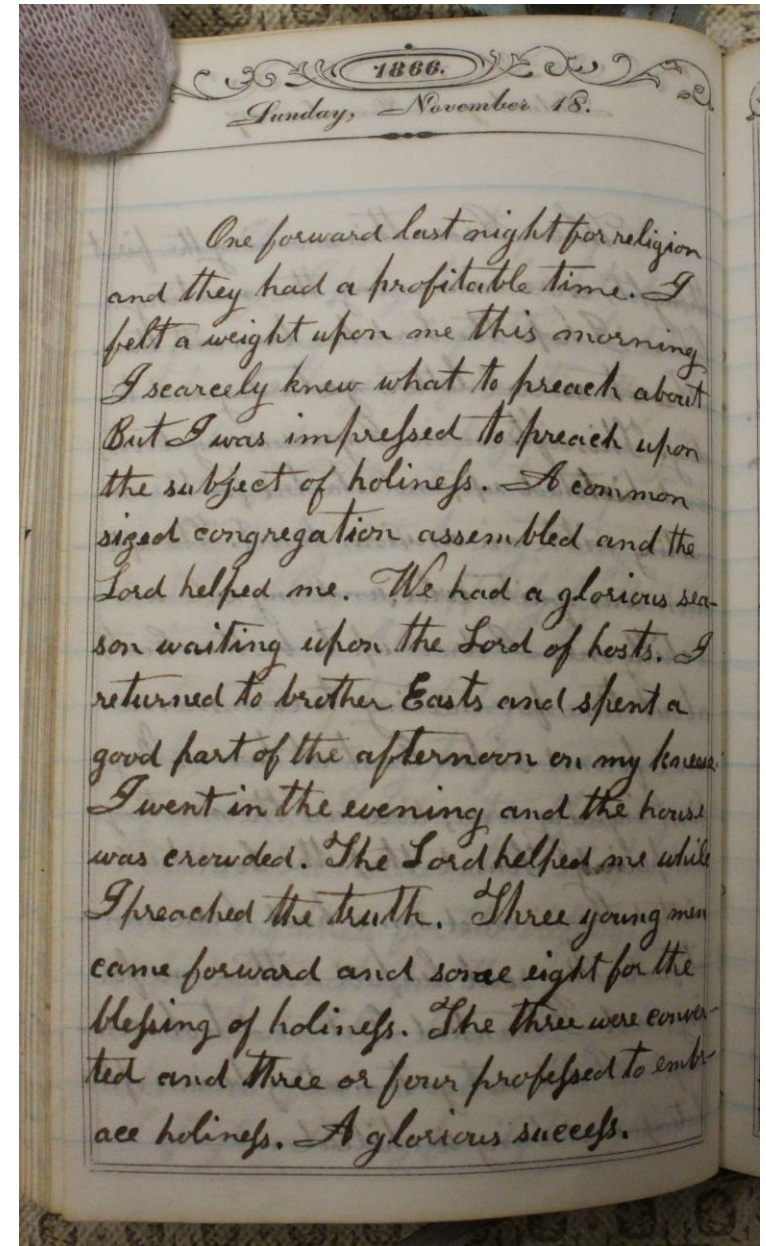 1866.
Sunday, November 18.
One forward last night for religion
and they had a profitable time. I
felt a weight upon me this morning
I scarcely knew what to preach about
But I was impreſsed to preach upon
the subject of holineſs. A common
sized congregation assembled and the
Lord helped me. We had a glorious sea-
son waiting upon the Lord of hosts. I
returned to brother Easts and spent a
good part of the afternoon on my knees
I went in the evening and the house
was crowded. The Lord helped me while
I preached the truth. Three young men
came forward and some eight for the
bleſsing of holineſs. The three were conver-
ted and three or four profeſsed to embr-
ace holineſs. A glorious succeſs.